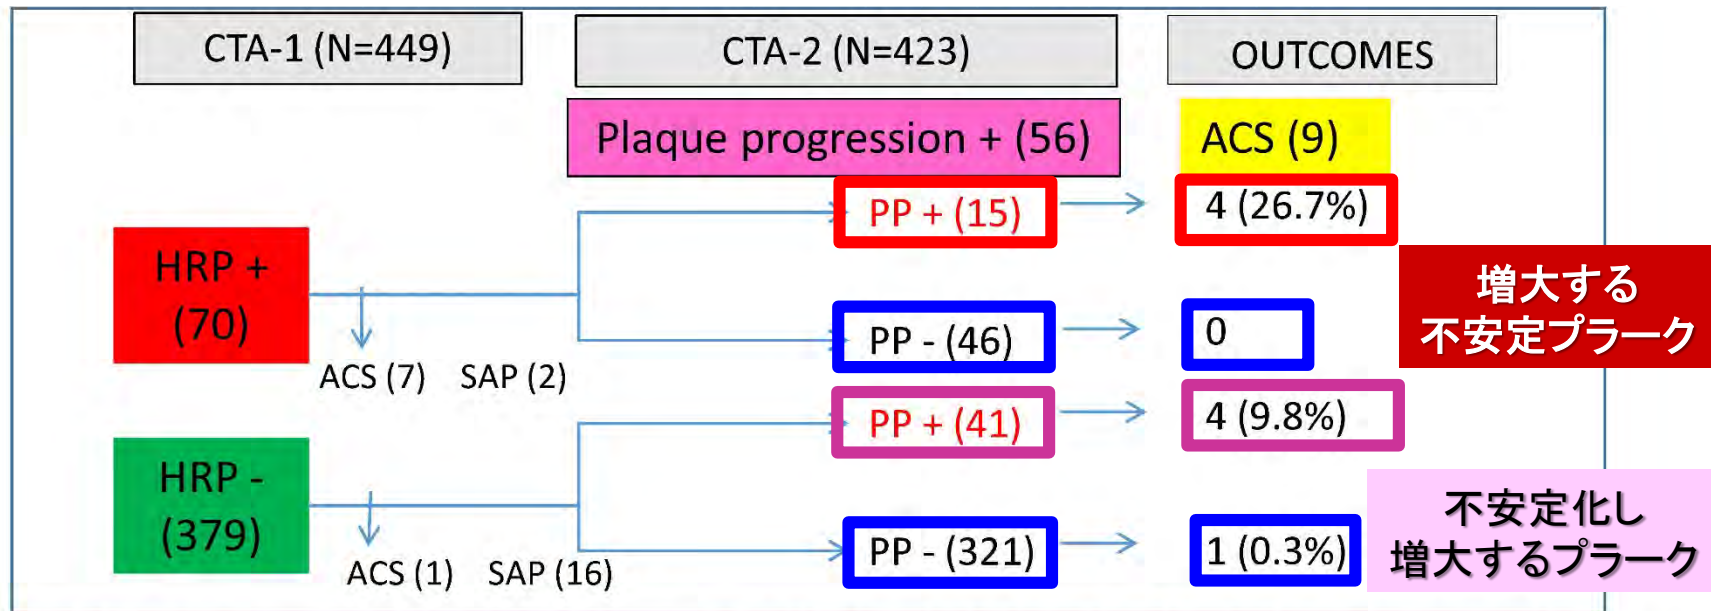 CTA-1 (N=449)
CTA-2 (N=423)
OUTCOMES
Plaque progression + (56)
ACS (9)
HRP +
(70)
ACS (7) SAP (2)
PP + (15)
4 (26.7%)
PP - (46)
0
増大する
不安定プラーク
HRP -
(379)
ACS (1) SAP (16)
PP + (41)
4 (9.8%)
PP - (321)
1 (0.3%)
不安定化し
増大するプラーク